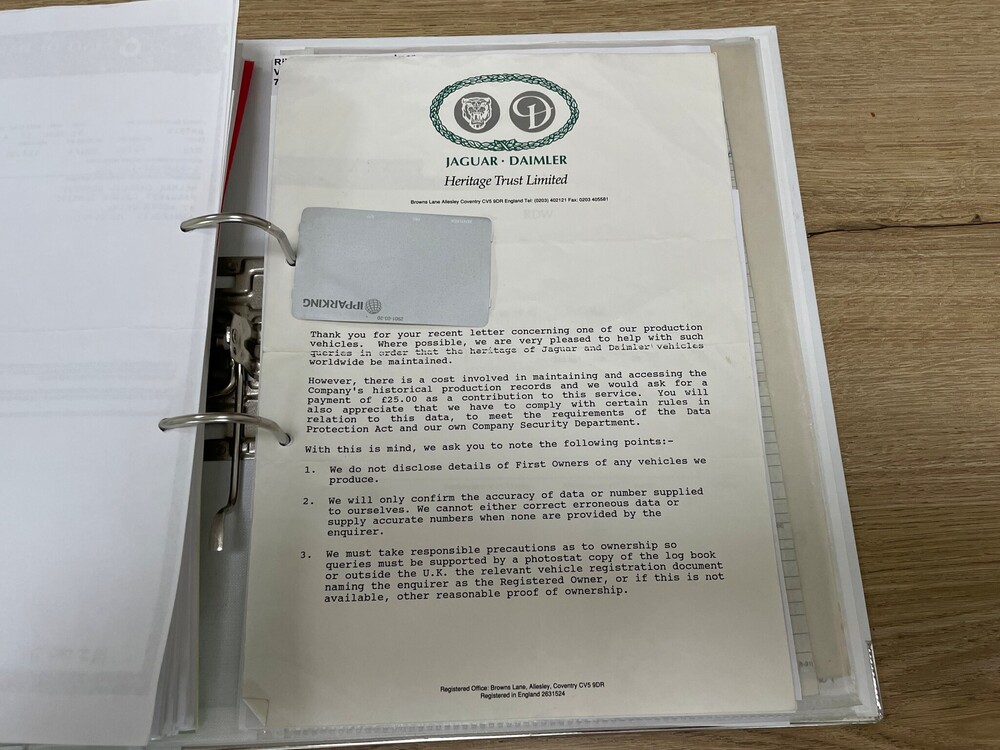 JAGUAR · DAIMLER
Heritage Trust Limited
Browns Lane Allesley Coventry CV5 9DR England Tel: (0203) 402121 Fax: 0203 405581
IPPARKING
Thank you for your recent letter concerning one of our production
vehicles. Where possible, we are very pleased to help with such
queries in order that the heritage of Jaguar and Daimler vehicles
worldwide be maintained.
However, there is a cost involved in maintaining and accessing the
Company's historical production records and we would ask for a
payment of £25.00 as a contribution to this service. You will
also appreciate that we have to comply with certain rules in
relation to this data, to meet the requirements of the Data
Protection Act and our own Company Security Department.
With this is mind, we ask you to note the following points:-
1. We do not disclose details of First Owners of any vehicles we
produce.
2. We will only confirm the accuracy of data or number supplied
to ourselves. We cannot either correct erroneous data or
supply accurate numbers when none are provided by the
enquirer.
3. We must take responsible precautions as to ownership so
queries must be supported by a photostat copy of the log book
or outside the U.K. the relevant vehicle registration document
naming the enquirer as the Registered Owner, or if this is not
available, other reasonable proof of ownership.
Registered Office: Browns Lane, Allesley, Coventry CV5 9DR
Registered in England 2631524